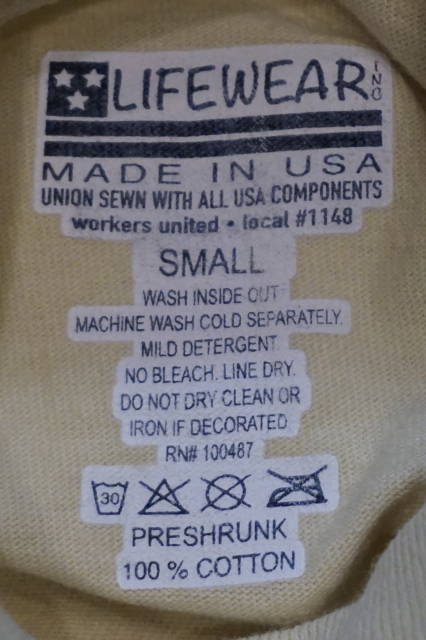 LIFEWEAR INC
MADE IN USA
UNION SEWN WITH ALL USA COMPONENTS
workers united • local #1148
SMALL
WASH INSIDE OUT
MACHINE WASH COLD SEPARATELY.
MILD DETERGENT.
NO BLEACH. LINE DRY.
DO NOT DRY CLEAN OR
IRON IF DECORATED
RN# 100487
30
PRESHRUNK
100 % COTTON